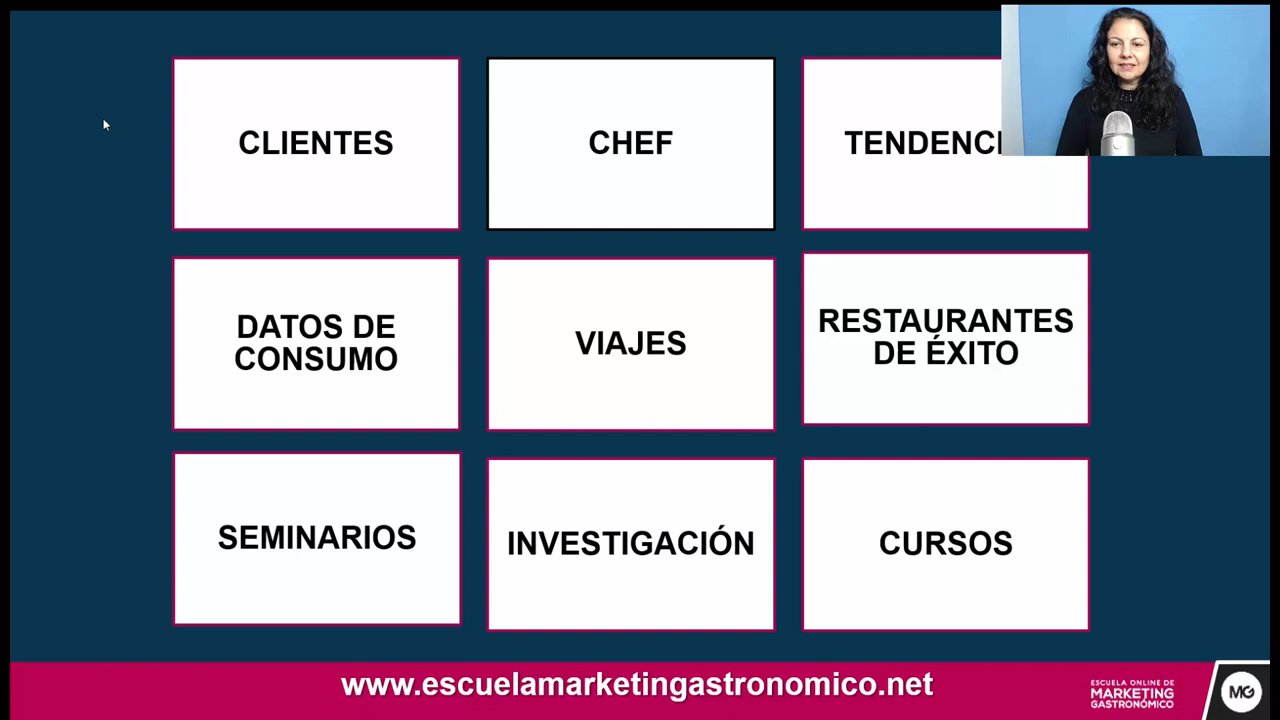 CLIENTES
CHEF
TENDENC
DATOS DE
CONSUMO
VIAJES
RESTAURANTES
DE ÉXITO
SEMINARIOS
INVESTIGACIÓN
CURSOS
www.escuelamarketingastronomico.net
ESCUELA ONLINE DE
MARKETING
GASTRONÓMICO
MG